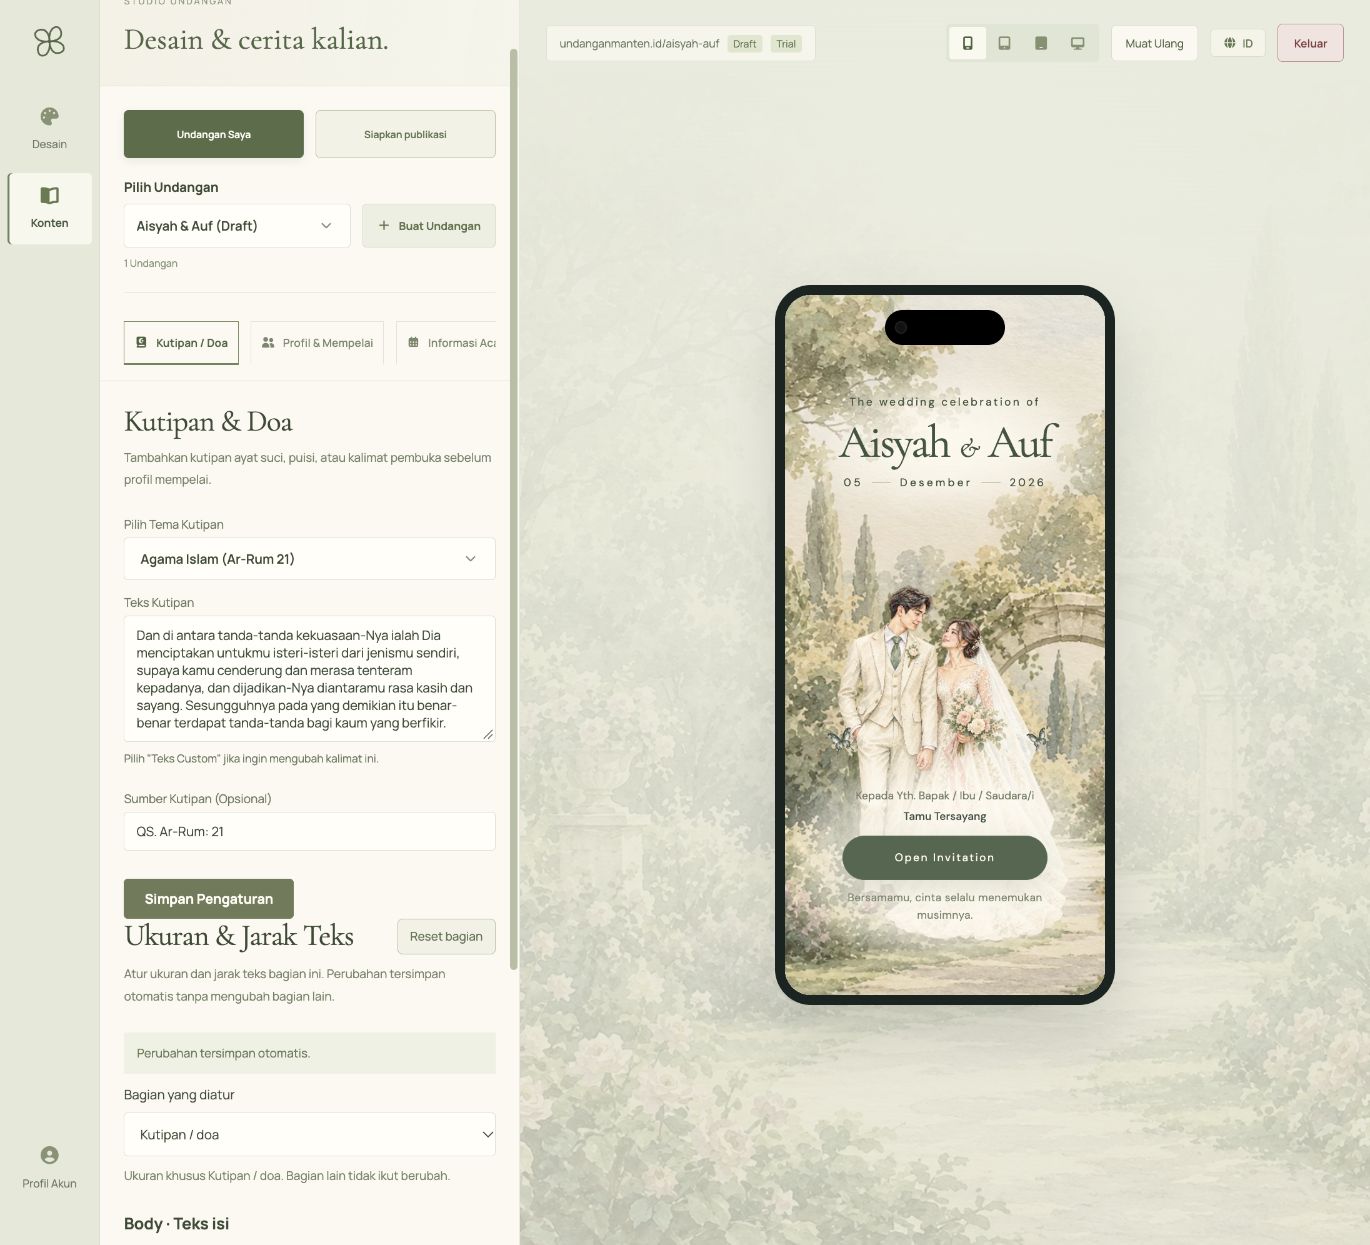 STUDIO UNDANGAN
Desain & cerita kalian.
Desain
Konten
Profil Akun
Undangan Saya
Siapkan publikasi
Pilih Undangan
Aisyah & Auf (Draft)
Buat Undangan
1 Undangan
Kutipan / Doa
Profil & Mempelai
Informasi Aca
Kutipan & Doa
Tambahkan kutipan ayat suci, puisi, atau kalimat pembuka sebelum
profil mempelai.
Pilih Tema Kutipan
Agama Islam (Ar-Rum 21)
Teks Kutipan
Dan di antara tanda-tanda kekuasaan-Nya ialah Dia
menciptakan untukmu isteri-isteri dari jenismu sendiri,
supaya kamu cenderung dan merasa tenteram
kepadanya, dan dijadikan-Nya diantaramu rasa kasih dan
sayang. Sesungguhnya pada yang demikian itu benar-
benar terdapat tanda-tanda bagi kaum yang berfikir.
Pilih "Teks Custom" jika ingin mengubah kalimat ini.
Sumber Kutipan (Opsional)
QS. Ar-Rum: 21
Simpan Pengaturan
Ukuran & Jarak Teks
Reset bagian
Atur ukuran dan jarak teks bagian ini. Perubahan tersimpan
otomatis tanpa mengubah bagian lain.
Perubahan tersimpan otomatis.
Bagian yang diatur
Kutipan / doa
Ukuran khusus Kutipan / doa. Bagian lain tidak ikut berubah.
Body · Teks isi
undanganmanten.id/aisyah-auf
Draft
Trial
Muat Ulang
ID
Keluar
The wedding celebration of
Aisyah & Auf
05 — Desember — 2026
Kepada Yth. Bapak / Ibu / Saudara/i
Tamu Tersayang
Open Invitation
Bersamamu, cinta selalu menemukan
musimnya.